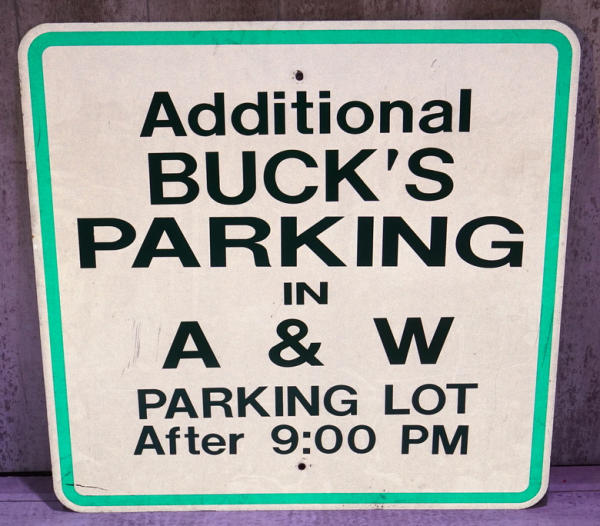 Additional
BUCK'S
PARKING
IN
A & W
PARKING LOT
After 9:00 PM